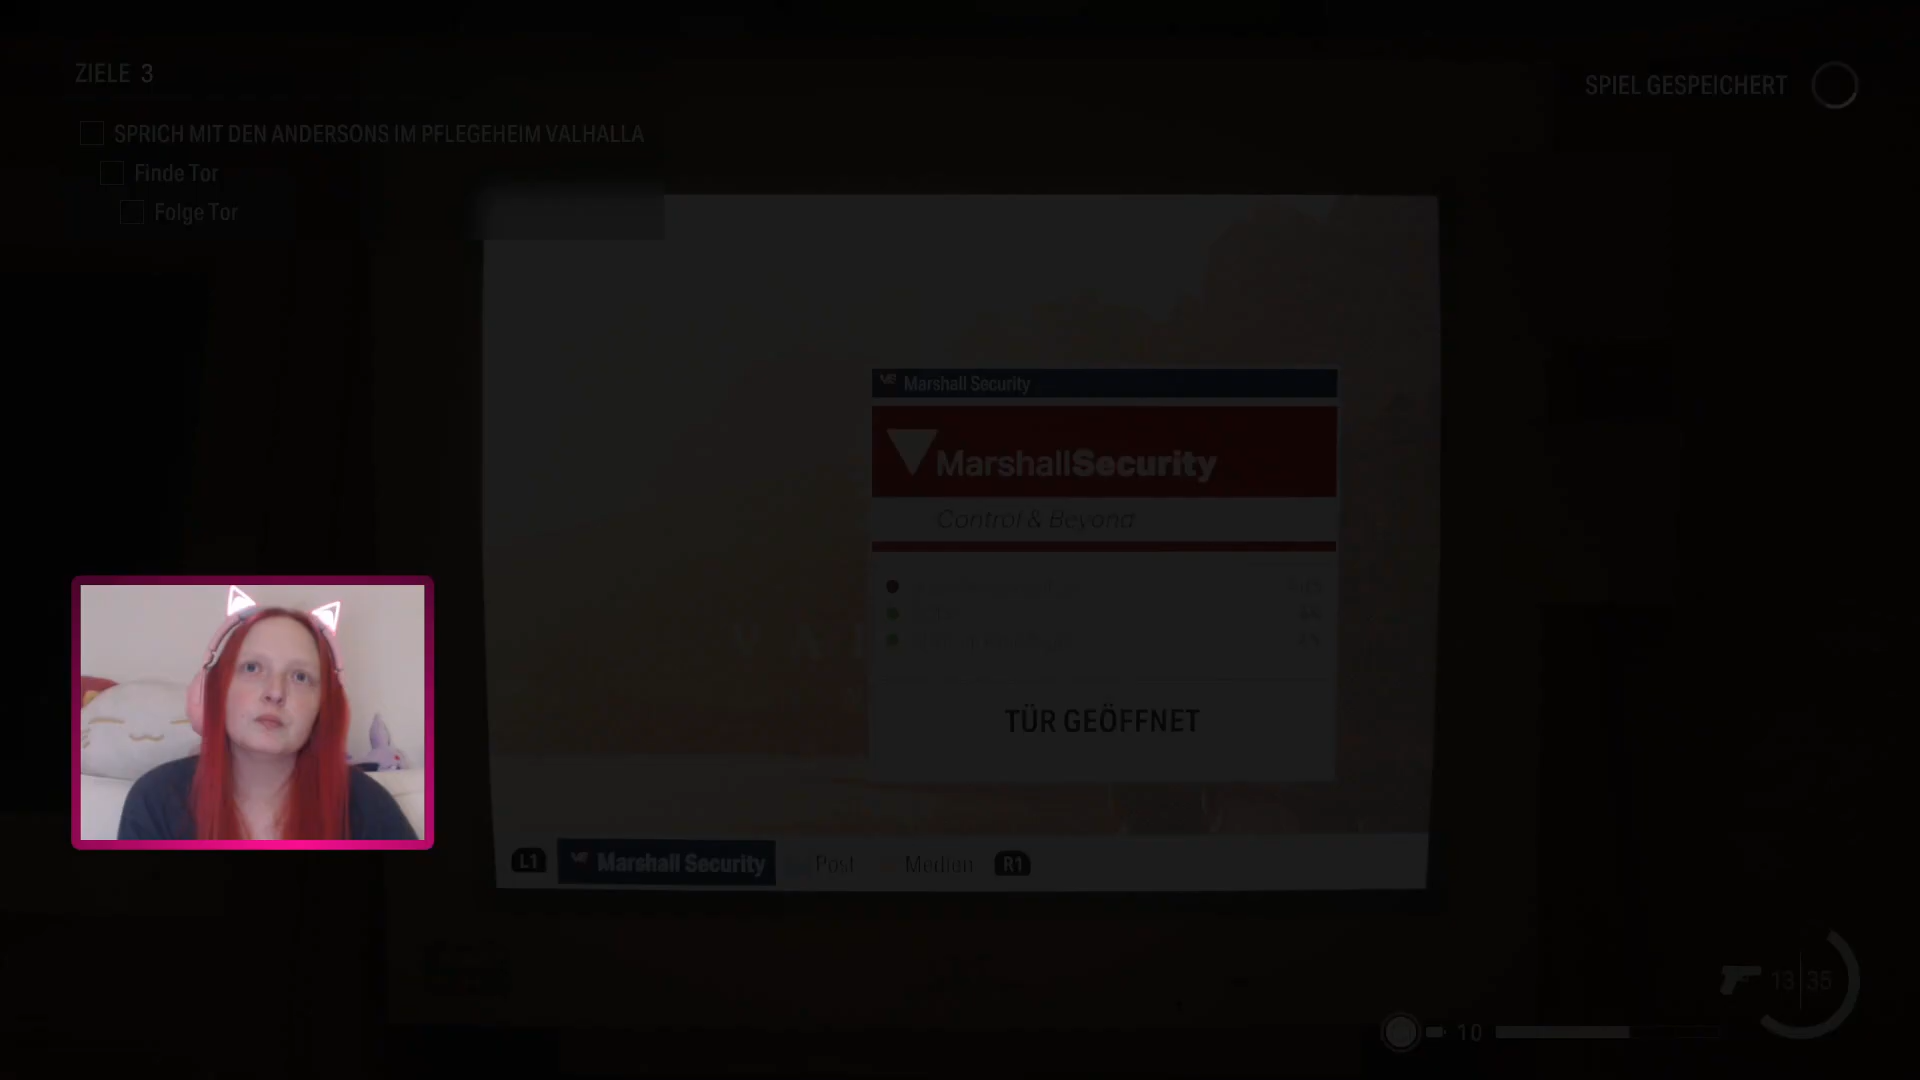 ZIELE 3
SPRICH MIT DEN ANDERSONS IM PFLEGEHEIM VALHALLA
Finde Tor
Folge Tor
SPIEL GESPEICHERT
Marshall Security
MarshallSecurity
Control & Beyond
TÜR GEÖFFNET
L1 Marshall Security Post Medien R1
13 35
10